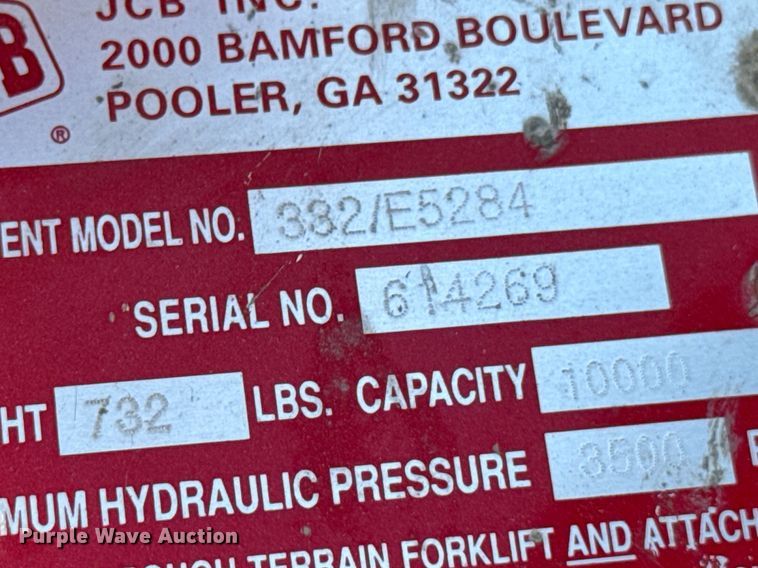 JCB INC.
2000 BAMFORD BOULEVARD
POOLER, GA 31322
B
®
ENT MODEL NO. 332/E5284
SERIAL NO. 614269
HT 732 LBS. CAPACITY 10000
MUM HYDRAULIC PRESSURE 3500
OUGH TERRAIN FORKLIFT AND ATTACH
Purple Wave Auction